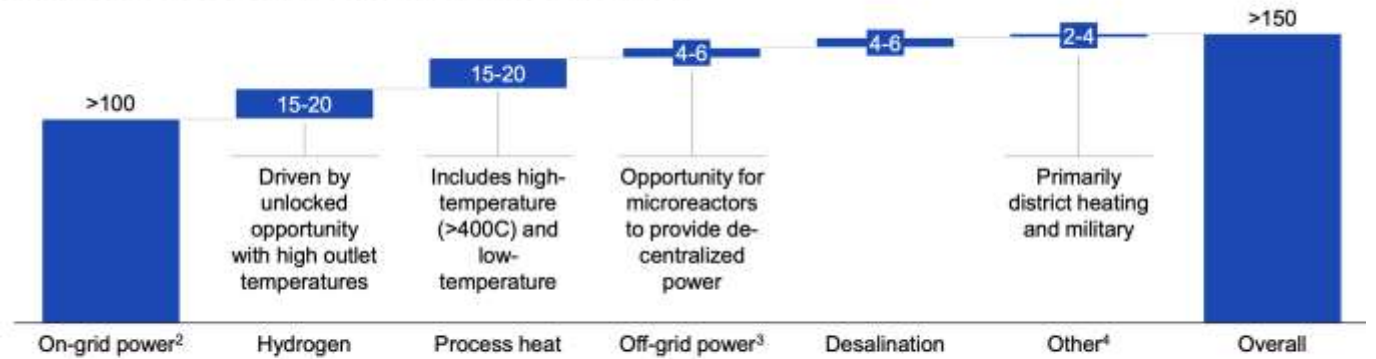 >100
15-20
15-20
4-6
4-6
2-4
>150
Driven by
unlocked
opportunity
with high outlet
temperatures
Includes high-
temperature
(>400C) and
low-
temperature
Opportunity for
microreactors
to provide de-
centralized
power
Primarily
district heating
and military
On-grid power²
Hydrogen
Process heat
Off-grid power³
Desalination
Other⁴
Overall